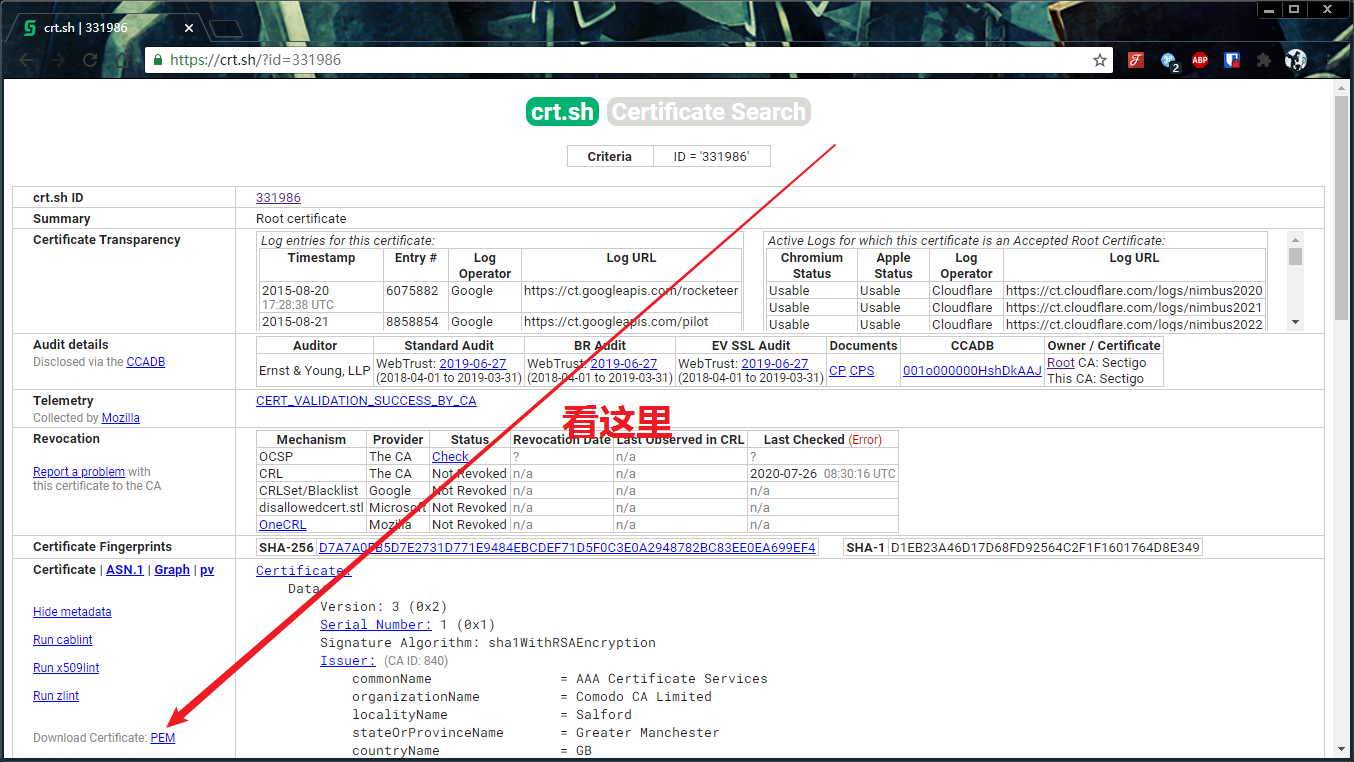 crt.sh | 331986
https://crt.sh/?id=331986
2
ABP
crt.sh Certificate Search
Criteria ID = '331986'
crt.sh ID 331986
Summary Root certificate
Certificate Transparency
Log entries for this certificate:
Timestamp Entry # Log Operator Log URL
2015-08-20 17:28:38 UTC 6075882 Google https://ct.googleapis.com/rocketeer
2015-08-21 8858854 Google https://ct.googleapis.com/pilot
Active Logs for which this certificate is an Accepted Root Certificate:
Chromium Status Apple Status Log Operator Log URL
Usable Usable Cloudflare https://ct.cloudflare.com/logs/nimbus2020
Usable Usable Cloudflare https://ct.cloudflare.com/logs/nimbus2021
Usable Usable Cloudflare https://ct.cloudflare.com/logs/nimbus2022
Audit details
Disclosed via the CCADB
Auditor Standard Audit BR Audit EV SSL Audit Documents CCADB Owner / Certificate
Ernst & Young, LLP WebTrust: 2019-06-27 (2018-04-01 to 2019-03-31) WebTrust: 2019-06-27 (2018-04-01 to 2019-03-31) WebTrust: 2019-06-27 (2018-04-01 to 2019-03-31) CP CPS 001o000000HshDkAAJ Root CA: Sectigo This CA: Sectigo
Telemetry
Collected by Mozilla
CERT_VALIDATION_SUCCESS_BY_CA
看这里
Revocation
Report a problem with
this certificate to the CA
Mechanism Provider Status Revocation Date Last Observed in CRL Last Checked (Error)
OCSP The CA Check ? n/a ?
CRL The CA Not Revoked n/a n/a 2020-07-26 08:30:16 UTC
CRLSet/Blacklist Google Not Revoked n/a n/a n/a
disallowedcert.stl Microsoft Not Revoked n/a n/a n/a
OneCRL Mozilla Not Revoked n/a n/a n/a
Certificate Fingerprints SHA-256 D7A7A0FB5D7E2731D771E9484EBCDEF71D5F0C3E0A2948782BC83EE0EA699EF4 SHA-1 D1EB23A46D17D68FD92564C2F1F1601764D8E349
Certificate | ASN.1 | Graph | pv
Hide metadata
Run cablint
Run x509lint
Run zlint
Download Certificate: PEM
Certificate:
Data:
Version: 3 (0x2)
Serial Number: 1 (0x1)
Signature Algorithm: sha1WithRSAEncryption
Issuer: (CA ID: 840)
commonName = AAA Certificate Services
organizationName = Comodo CA Limited
localityName = Salford
stateOrProvinceName = Greater Manchester
countryName = GB